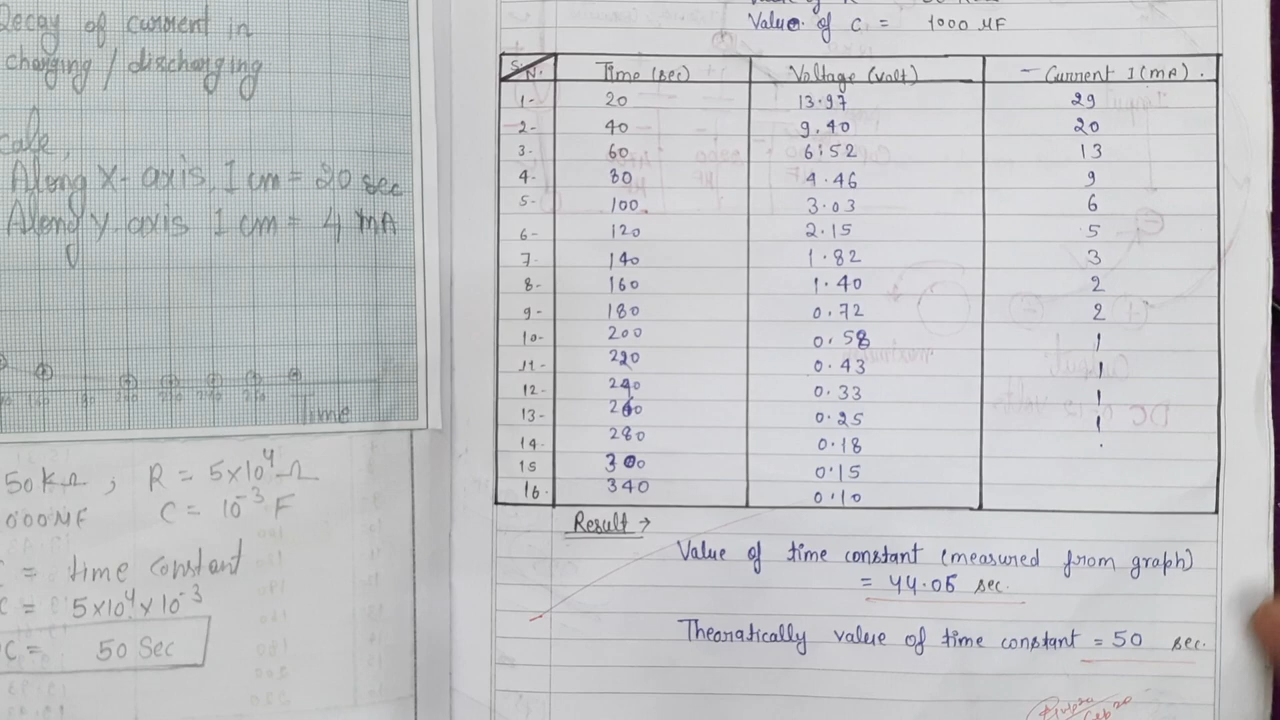 Decay of current in
charging / discharging
cale,
Along X-axis, 1 cm = 20 sec
Along Y axis 1 cm = 4 mA
Time
50 KΩ ; R = 5×10⁴ Ω
000 MF C = 10⁻³ F
= time constant
C = 5×10⁴×10⁻³
C = 50 Sec
Value of C₁ = 1000 MF
S.N. Time (sec) Voltage (volt) - Current I (mA).
1- 20 13.97 29
2- 40 9.40 20
3- 60 6.52 13
4- 80 4.46 9
5- 100 3.03 6
6- 120 2.15 5
7- 140 1.82 3
8- 160 1.40 2
9- 180 0.72 2
10- 200 0.58 1
11- 220 0.43 1
12- 240 0.33 1
13- 260 0.25 1
14- 280 0.18
15 300 0.15
16. 340 0.10
Result →
Value of time constant (measured from graph)
= 44.05 sec.
Theoratically value of time constant = 50 sec.